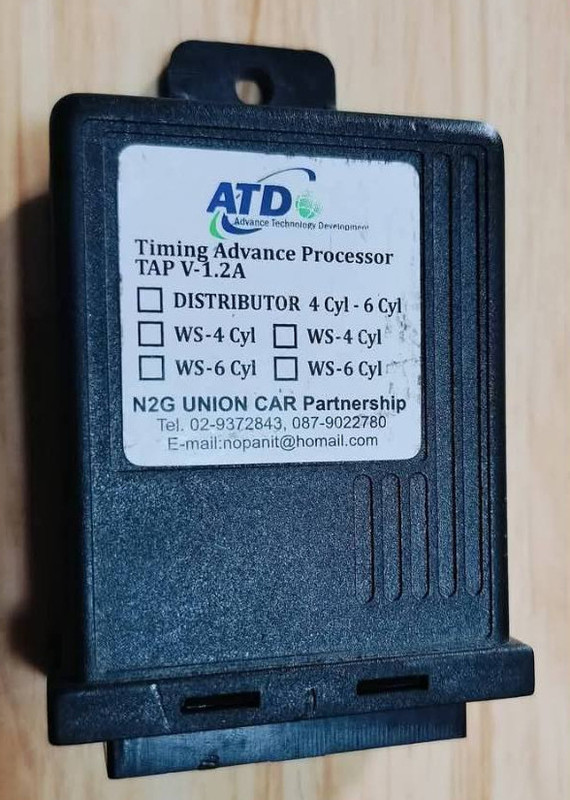 ATD
Advance Technology Development
Timing Advance Processor
TAP V-1.2A
DISTRIBUTOR 4 Cyl - 6 Cyl
WS-4 Cyl WS-4 Cyl
WS-6 Cyl WS-6 Cyl
N2G UNION CAR Partnership
Tel. 02-9372843, 087-9022780
E-mail:nopanit@homail.com